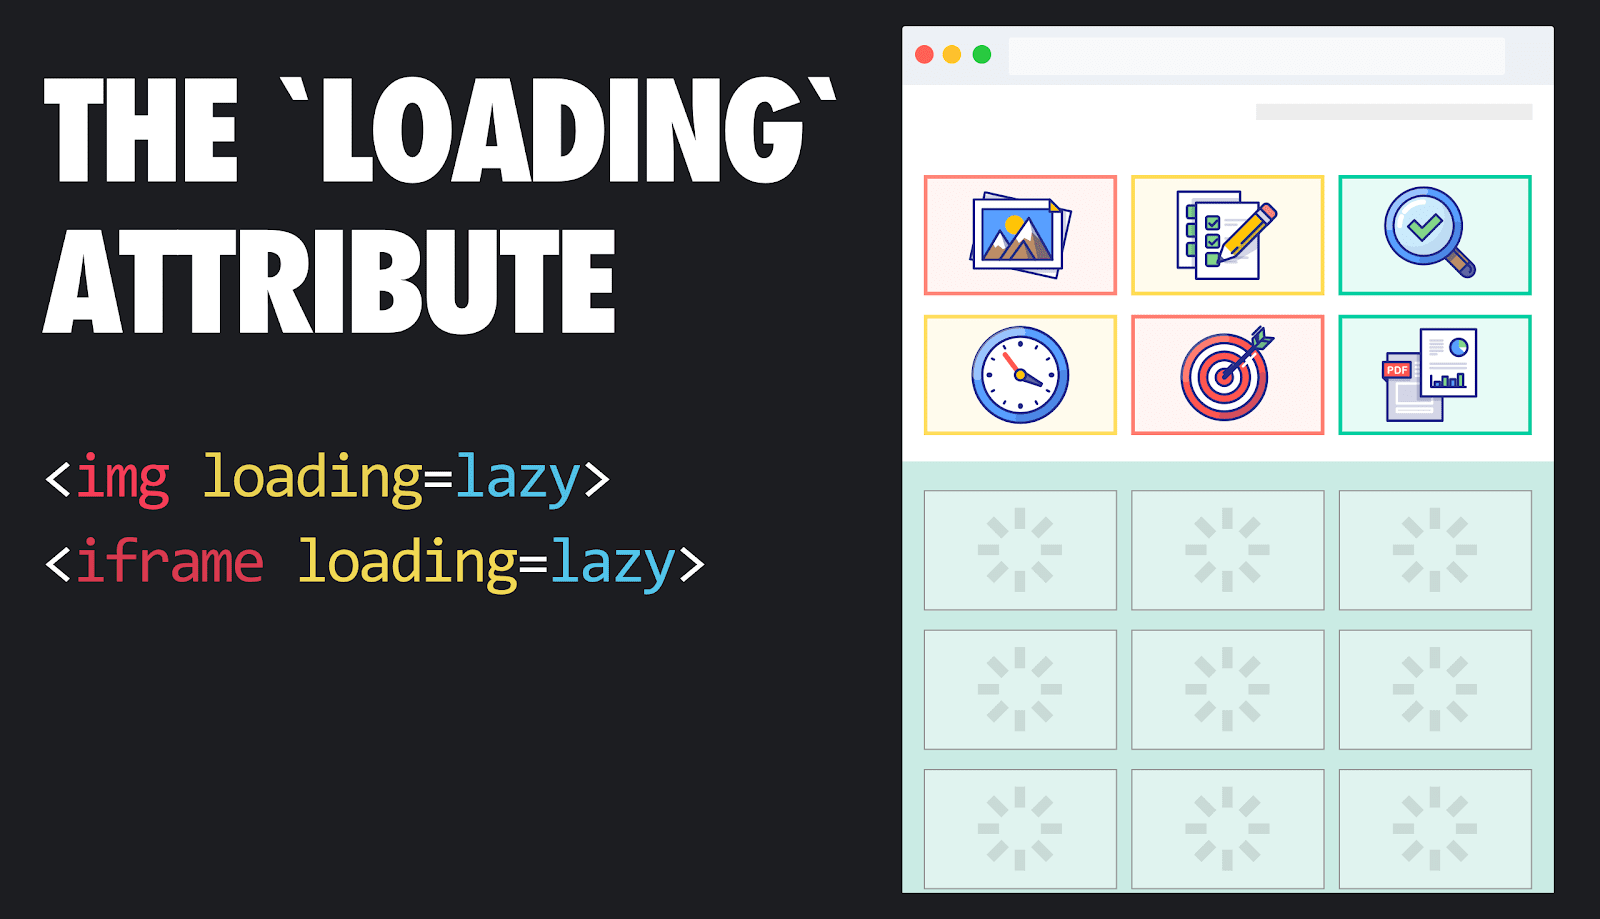 THE `LOADING`
ATTRIBUTE
<img loading=lazy>
<iframe loading=lazy>
PDF